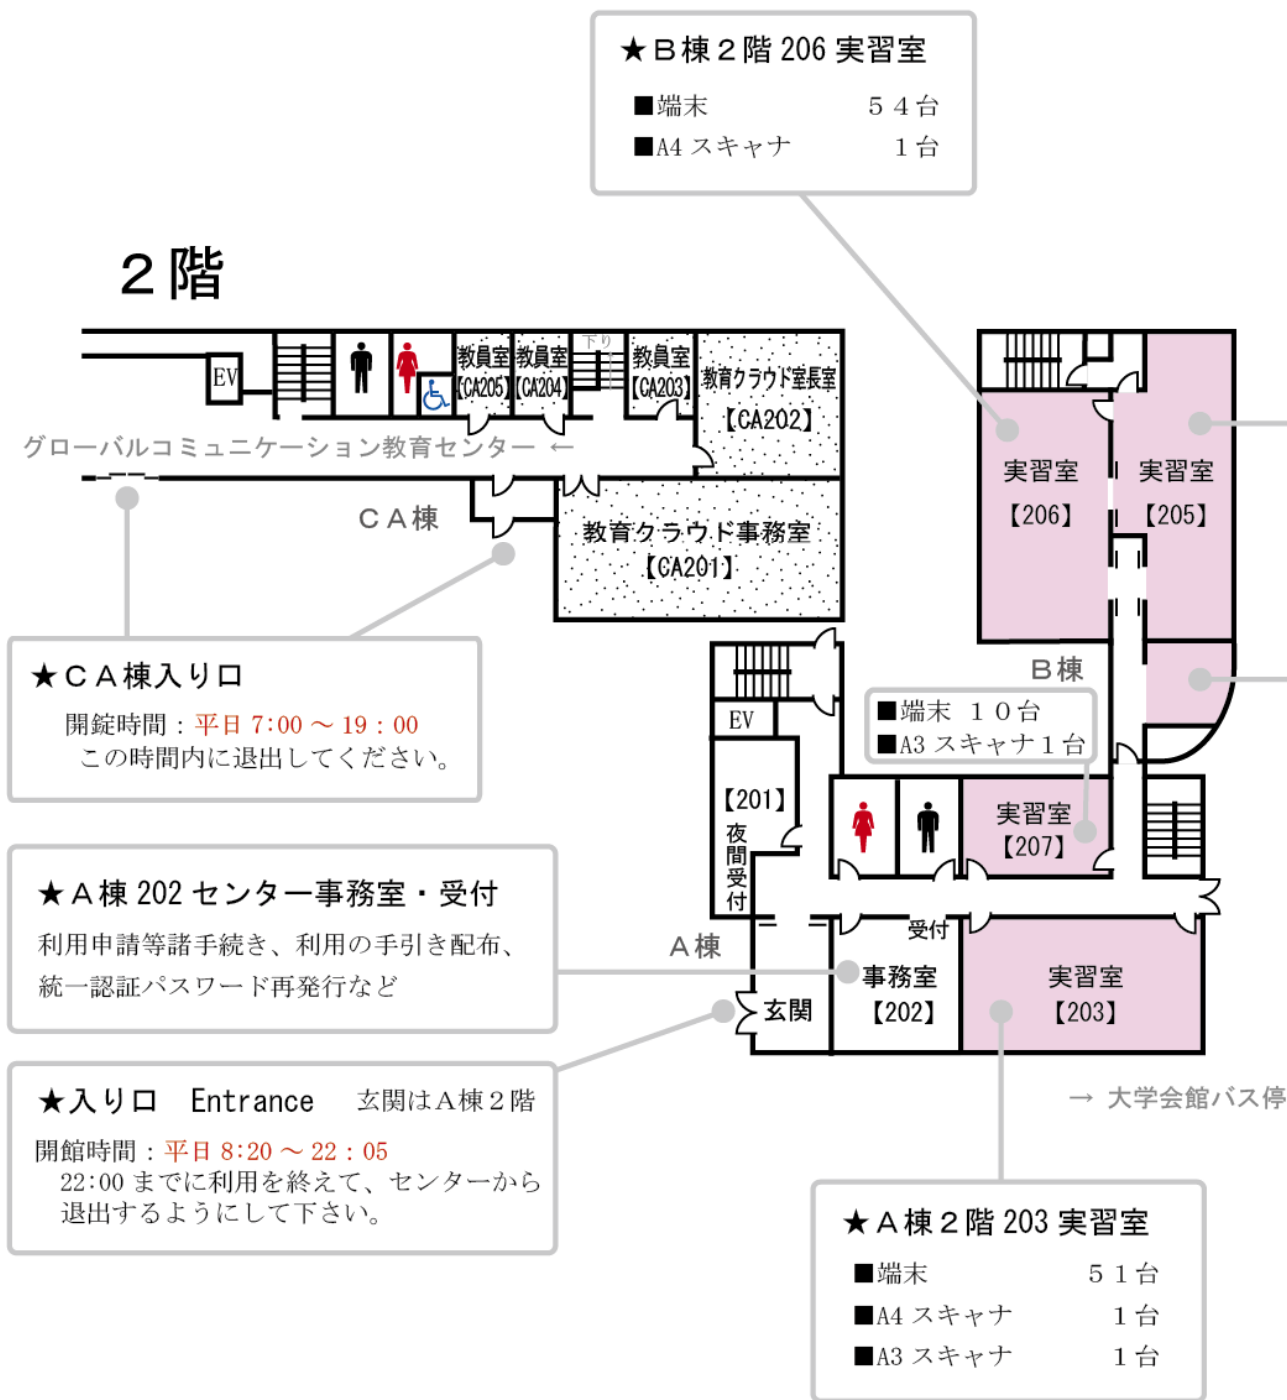 ★Ｂ棟２階 206 実習室
■端末 ５４台
■A4 スキャナ １台
２階
EV
教員室
【CA205】
教員室
【CA204】
下り
教員室
【CA203】
教育クラウド室長室
【CA202】
グローバルコミュニケーション教育センター ←
ＣＡ棟
教育クラウド事務室
【CA201】
実習室
【206】
実習室
【205】
★ＣＡ棟入り口
開錠時間：平日 7:00 ～ 19：00
この時間内に退出してください。
Ｂ棟
■端末 １０台
■A3 スキャナ１台
EV
【201】
夜間受付
実習室
【207】
★Ａ棟 202 センター事務室・受付
利用申請等諸手続き、利用の手引き配布、
統一認証パスワード再発行など
Ａ棟
受付
玄関
事務室
【202】
実習室
【203】
★入り口 Entrance 玄関はＡ棟２階
開館時間：平日 8:20 ～ 22：05
22:00 までに利用を終えて、センターから
退出するようにして下さい。
→ 大学会館バス停
★Ａ棟２階 203 実習室
■端末 ５１台
■A4 スキャナ １台
■A3 スキャナ １台